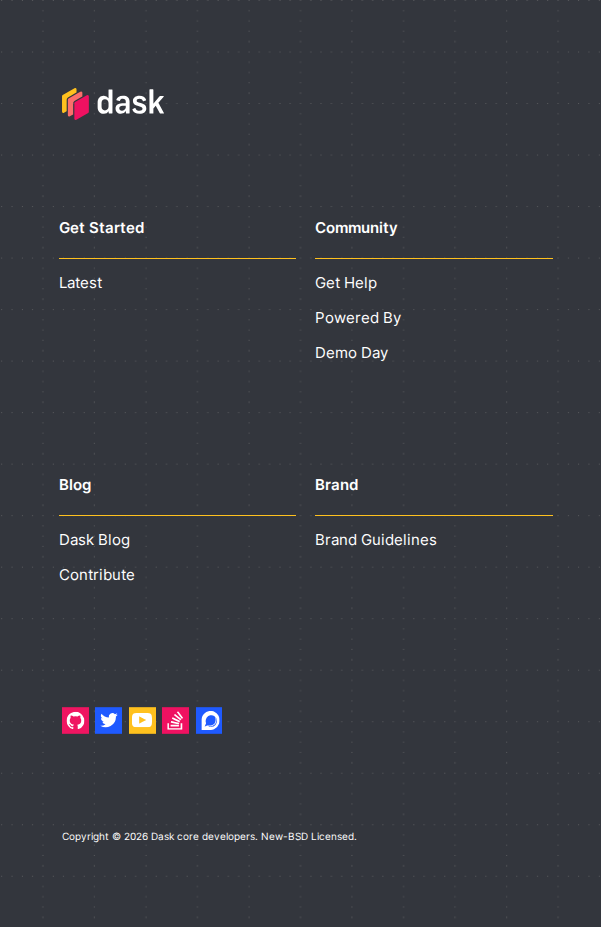 dask
Get Started
Latest
Community
Get Help
Powered By
Demo Day
Blog
Dask Blog
Contribute
Brand
Brand Guidelines
Copyright © 2026 Dask core developers. New-BSD Licensed.